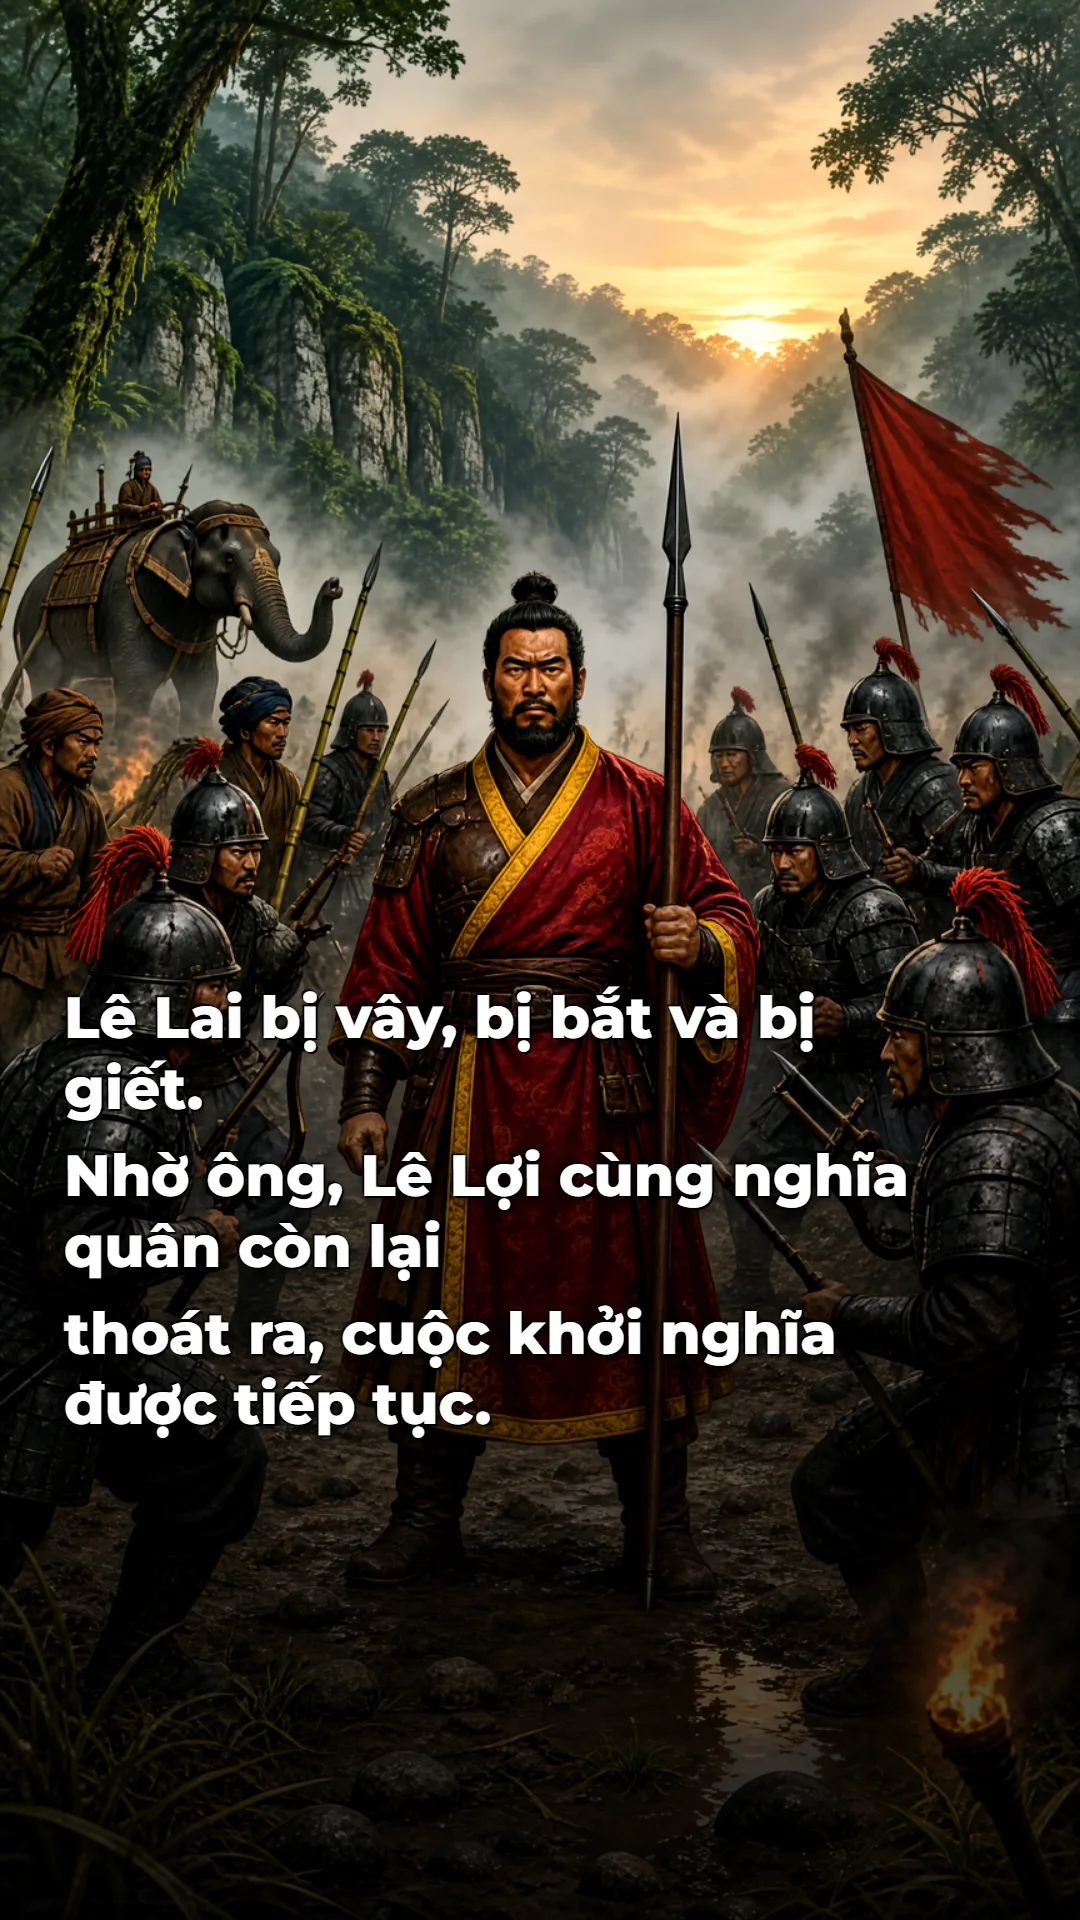 Lê Lai bị vây, bị bắt và bị
giết.
Nhờ ông, Lê Lợi cùng nghĩa
quân còn lại
thoát ra, cuộc khởi nghĩa
được tiếp tục.